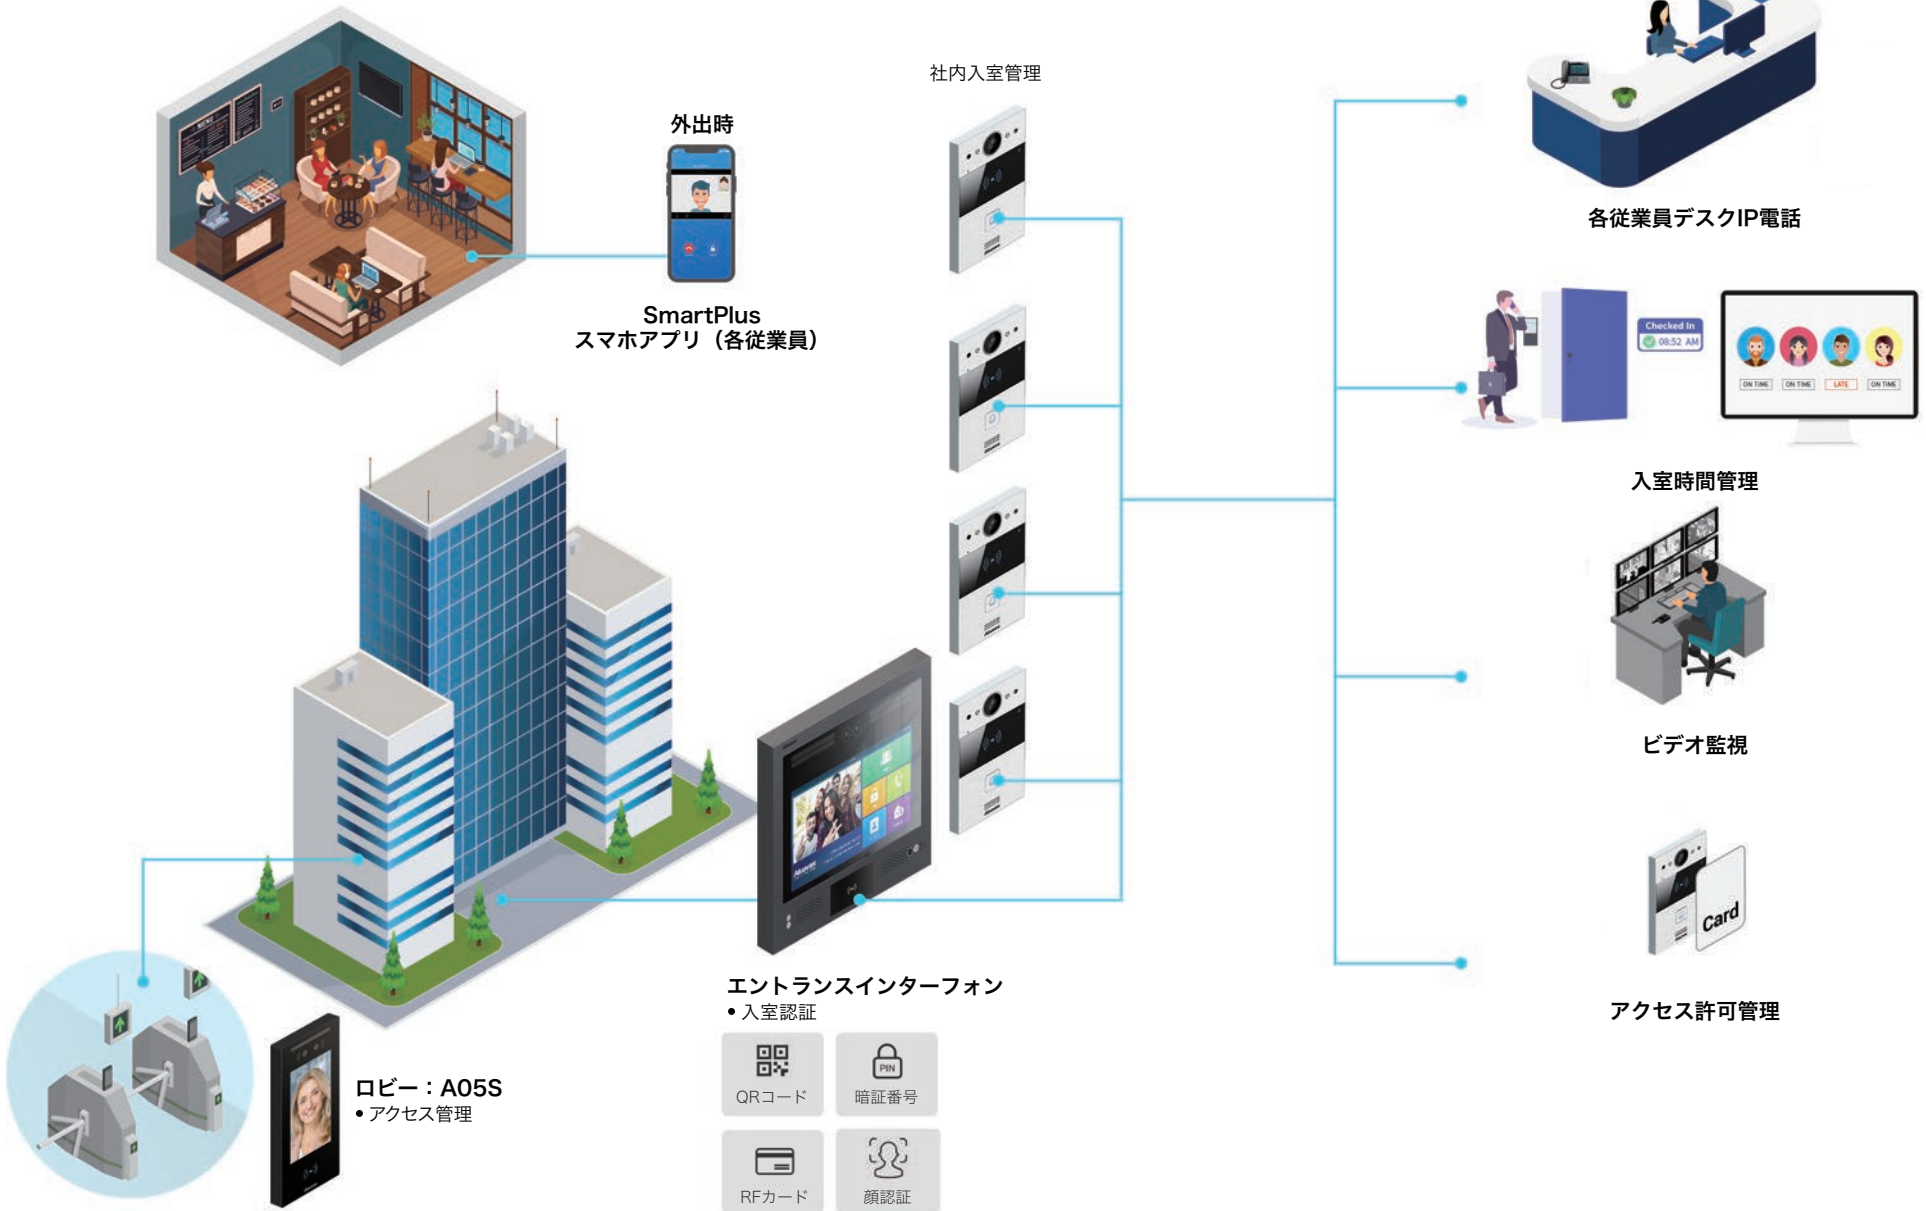 社内入室管理
外出時
SmartPlus
スマホアプリ（各従業員）
MENU
各従業員デスクIP電話
Checked In
08:52 AM
ON TIME
ON TIME
LATE
ON TIME
入室時間管理
ビデオ監視
Card
アクセス許可管理
Akuvox
エントランスインターフォン
• 入室認証
QRコード
PIN
暗証番号
RFカード
顔認証
ロビー：A05S
• アクセス管理